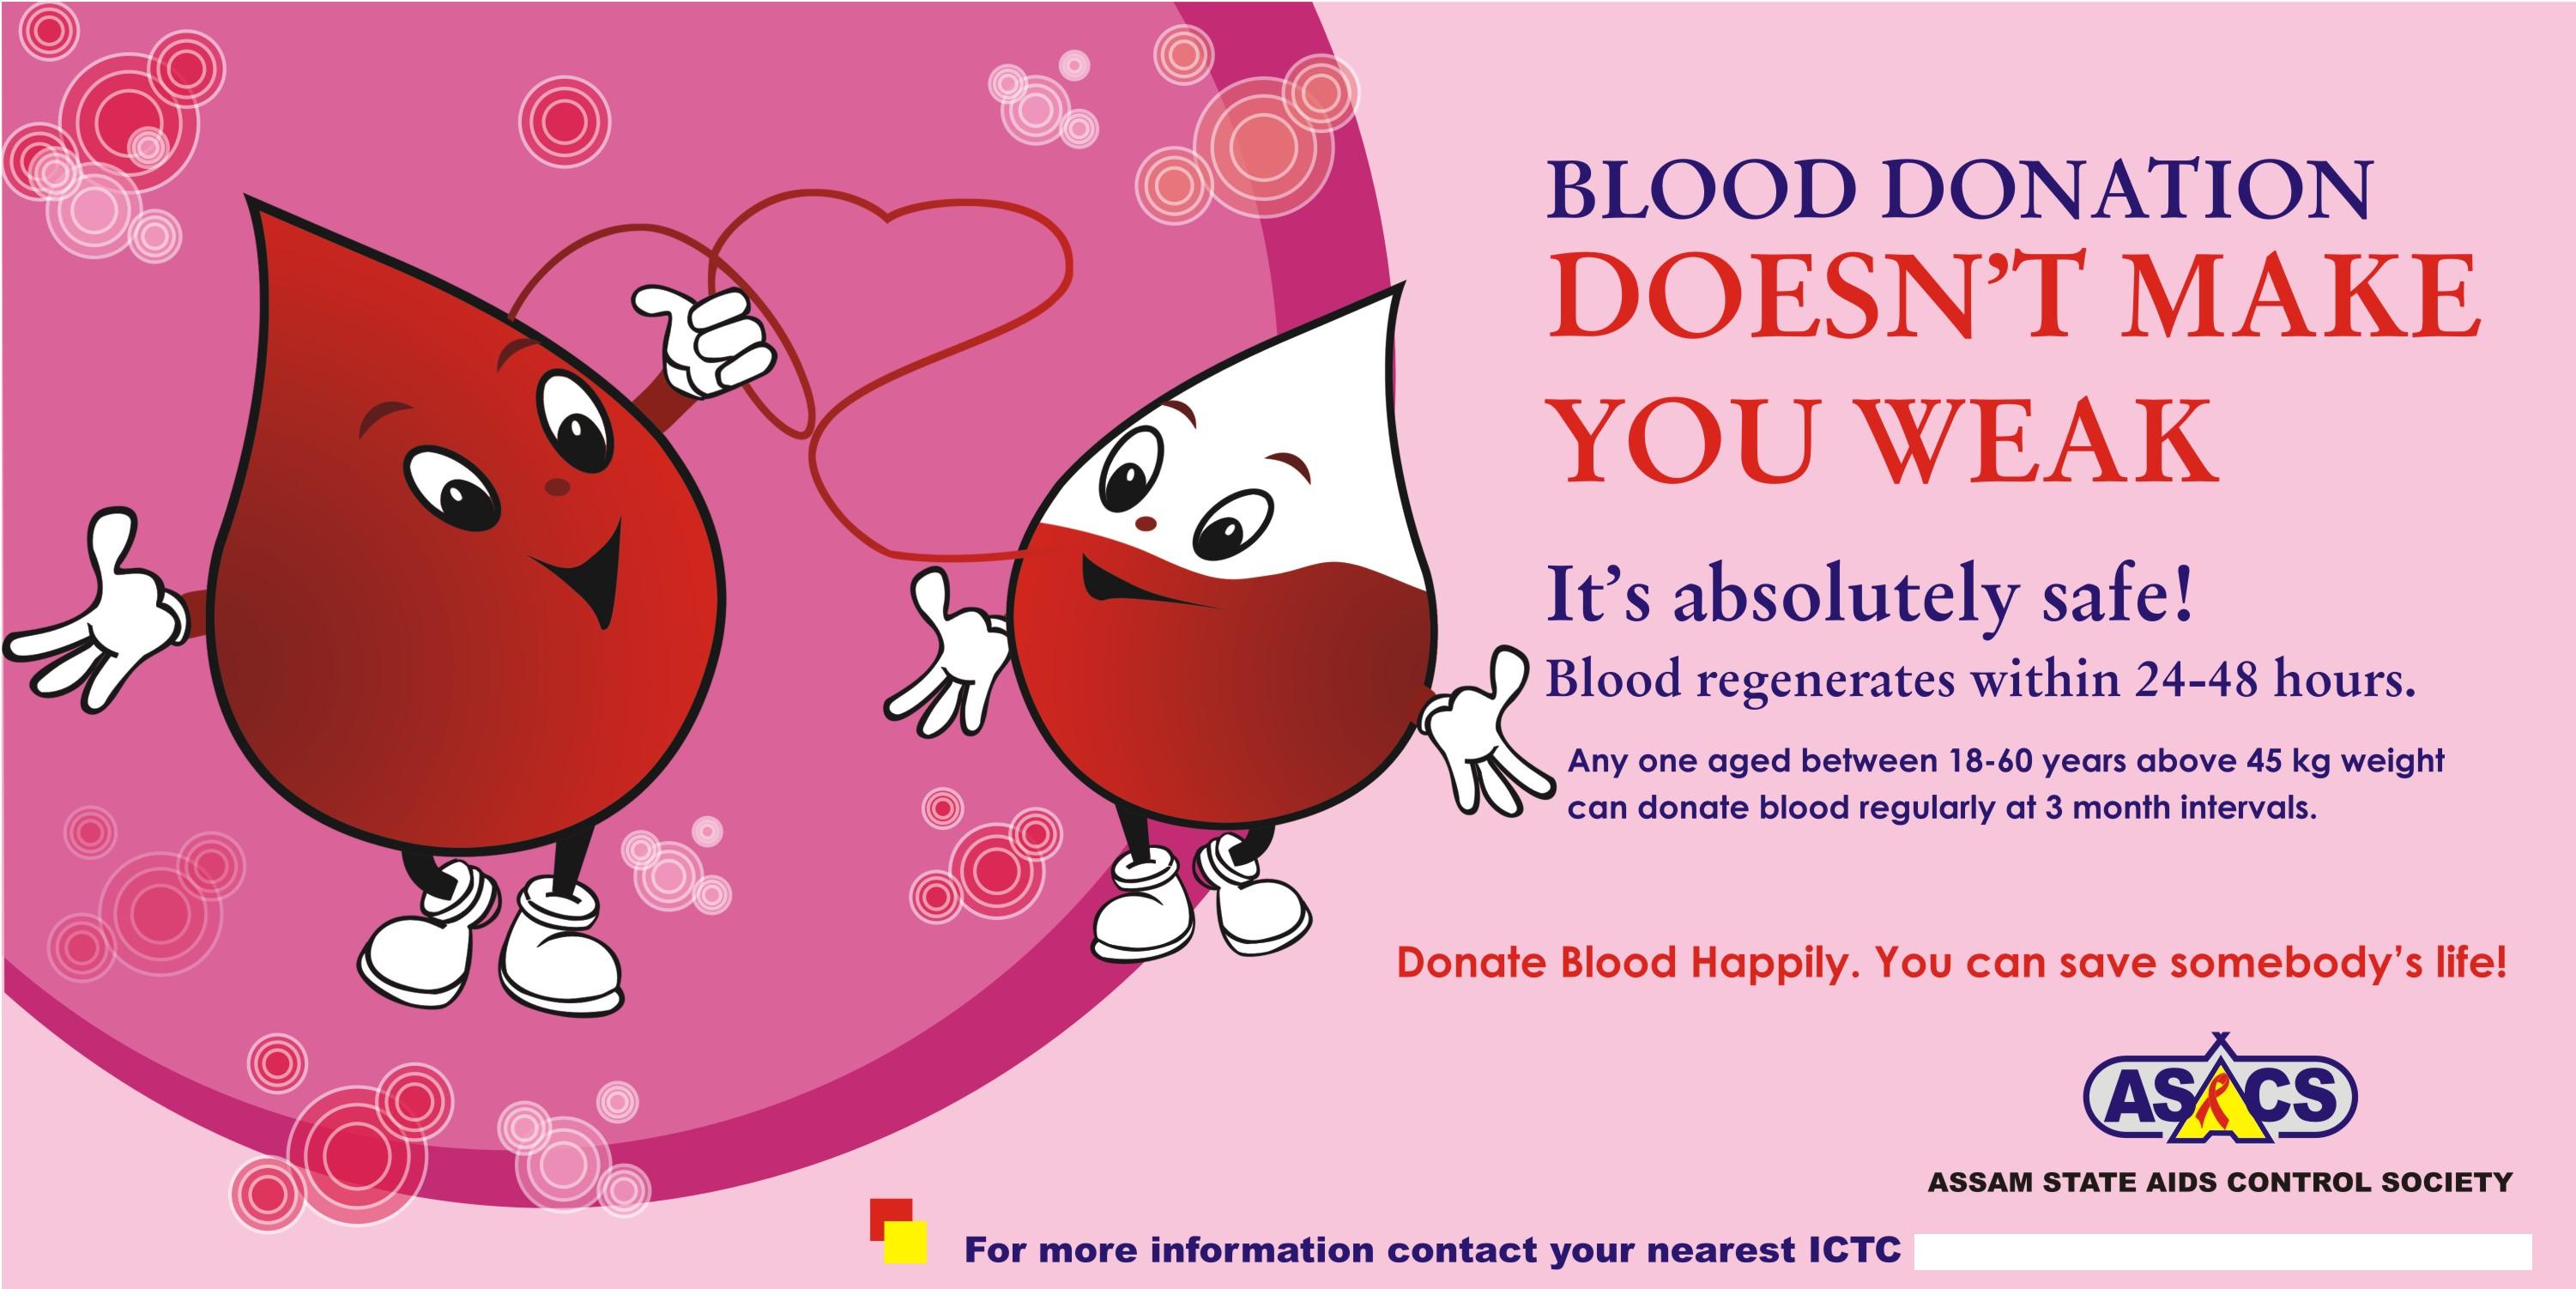 BLOOD DONATION
DOESN'T MAKE
YOU WEAK
It's absolutely safe!
Blood regenerates within 24-48 hours.
Any one aged between 18-60 years above 45 kg weight
can donate blood regularly at 3 month intervals.
Donate Blood Happily. You can save somebody's life!
ASACS
ASSAM STATE AIDS CONTROL SOCIETY
For more information contact your nearest ICTC